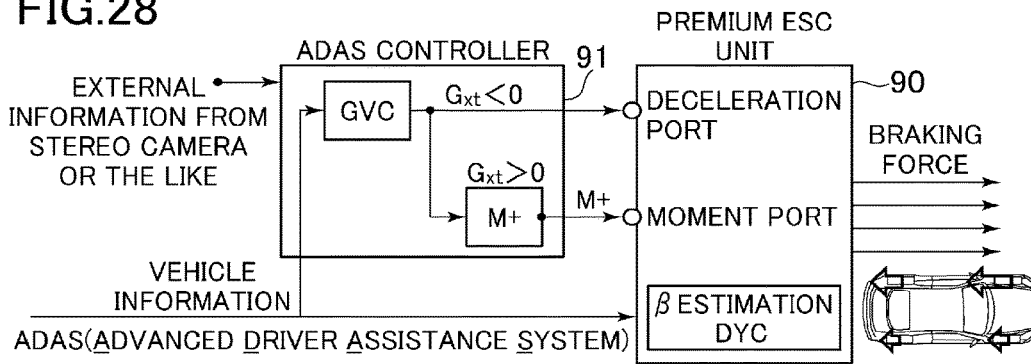 FIG.28
ADAS CONTROLLER
91
PREMIUM ESC
UNIT
90
EXTERNAL
INFORMATION FROM
STEREO CAMERA
OR THE LIKE
GVC
Gxt<0
Gxt>0
M+
M+
DECELERATION
PORT
MOMENT PORT
β ESTIMATION
DYC
BRAKING
FORCE
VEHICLE
INFORMATION
ADAS(ADVANCED DRIVER ASSISTANCE SYSTEM)